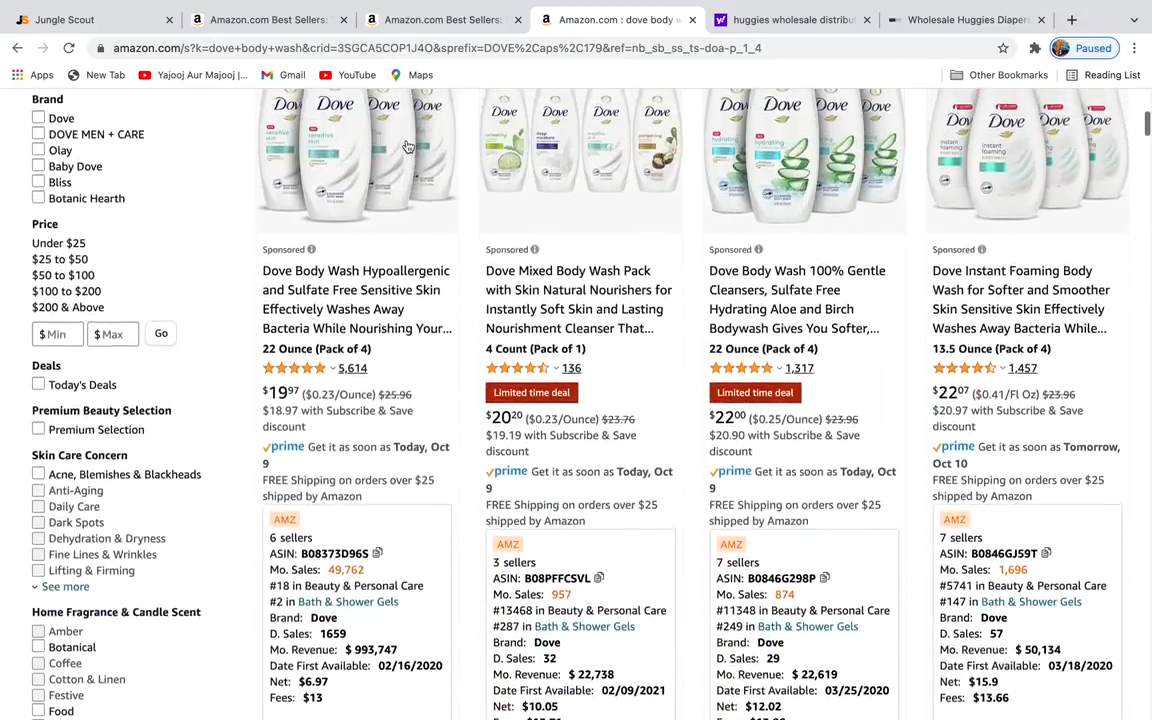 Jungle Scout
Amazon.com Best Sellers:
Amazon.com Best Sellers:
Amazon.com : dove body w
huggies wholesale distribu
Wholesale Huggies Diapers
amazon.com/s?k=dove+body+wash&crid=3SGCA5COP1J4O&sprefix=DOVE%2Caps%2C179&ref=nb_sb_ss_ts-doa-p_1_4
Paused
Apps
New Tab
Yajooj Aur Majooj |...
Gmail
YouTube
Maps
Other Bookmarks
Reading List
Brand
Dove
DOVE MEN + CARE
Olay
Baby Dove
Bliss
Botanic Hearth
Price
Under $25
$25 to $50
$50 to $100
$100 to $200
$200 & Above
$ Min
$ Max
Go
Deals
Today's Deals
Premium Beauty Selection
Premium Selection
Skin Care Concern
Acne, Blemishes & Blackheads
Anti-Aging
Daily Care
Dark Spots
Dehydration & Dryness
Fine Lines & Wrinkles
Lifting & Firming
See more
Home Fragrance & Candle Scent
Amber
Botanical
Coffee
Cotton & Linen
Festive
Food
Dove
Sponsored
Dove Body Wash Hypoallergenic
and Sulfate Free Sensitive Skin
Effectively Washes Away
Bacteria While Nourishing Your...
22 Ounce (Pack of 4)
5,614
$19.97 ($0.23/Ounce) $25.96
$18.97 with Subscribe & Save
discount
prime Get it as soon as Today, Oct
9
FREE Shipping on orders over $25
shipped by Amazon
AMZ
6 sellers
ASIN: B08373D96S
Mo. Sales: 49,762
#18 in Beauty & Personal Care
#2 in Bath & Shower Gels
Brand: Dove
D. Sales: 1659
Mo. Revenue: $ 993,747
Date First Available: 02/16/2020
Net: $6.97
Fees: $13
Dove Dove Dove Dove
Sponsored
Dove Mixed Body Wash Pack
with Skin Natural Nourishers for
Instantly Soft Skin and Lasting
Nourishment Cleanser That...
4 Count (Pack of 1)
136
Limited time deal
$20.20 ($0.23/Ounce) $23.76
$19.19 with Subscribe & Save
discount
prime Get it as soon as Today, Oct
9
FREE Shipping on orders over $25
shipped by Amazon
AMZ
3 sellers
ASIN: B08PFFCSVL
Mo. Sales: 957
#13468 in Beauty & Personal Care
#287 in Bath & Shower Gels
Brand: Dove
D. Sales: 32
Mo. Revenue: $ 22,738
Date First Available: 02/09/2021
Net: $10.05
Dove
hydrating
Sponsored
Dove Body Wash 100% Gentle
Cleansers, Sulfate Free
Hydrating Aloe and Birch
Bodywash Gives You Softer,...
22 Ounce (Pack of 4)
1,317
Limited time deal
$22.00 ($0.25/Ounce) $23.96
$20.90 with Subscribe & Save
discount
prime Get it as soon as Today, Oct
9
FREE Shipping on orders over $25
shipped by Amazon
AMZ
7 sellers
ASIN: B0846G298P
Mo. Sales: 874
#11348 in Beauty & Personal Care
#249 in Bath & Shower Gels
Brand: Dove
D. Sales: 29
Mo. Revenue: $ 22,619
Date First Available: 03/25/2020
Net: $12.02
Dove
instant
foaming
Sponsored
Dove Instant Foaming Body
Wash for Softer and Smoother
Skin Sensitive Skin Effectively
Washes Away Bacteria While...
13.5 Ounce (Pack of 4)
1,457
$22.07 ($0.41/Fl Oz) $23.96
$20.97 with Subscribe & Save
discount
prime Get it as soon as Tomorrow,
Oct 10
FREE Shipping on orders over $25
shipped by Amazon
AMZ
7 sellers
ASIN: B0846GJ59T
Mo. Sales: 1,696
#5741 in Beauty & Personal Care
#147 in Bath & Shower Gels
Brand: Dove
D. Sales: 57
Mo. Revenue: $ 50,134
Date First Available: 03/18/2020
Net: $15.9
Fees: $13.66